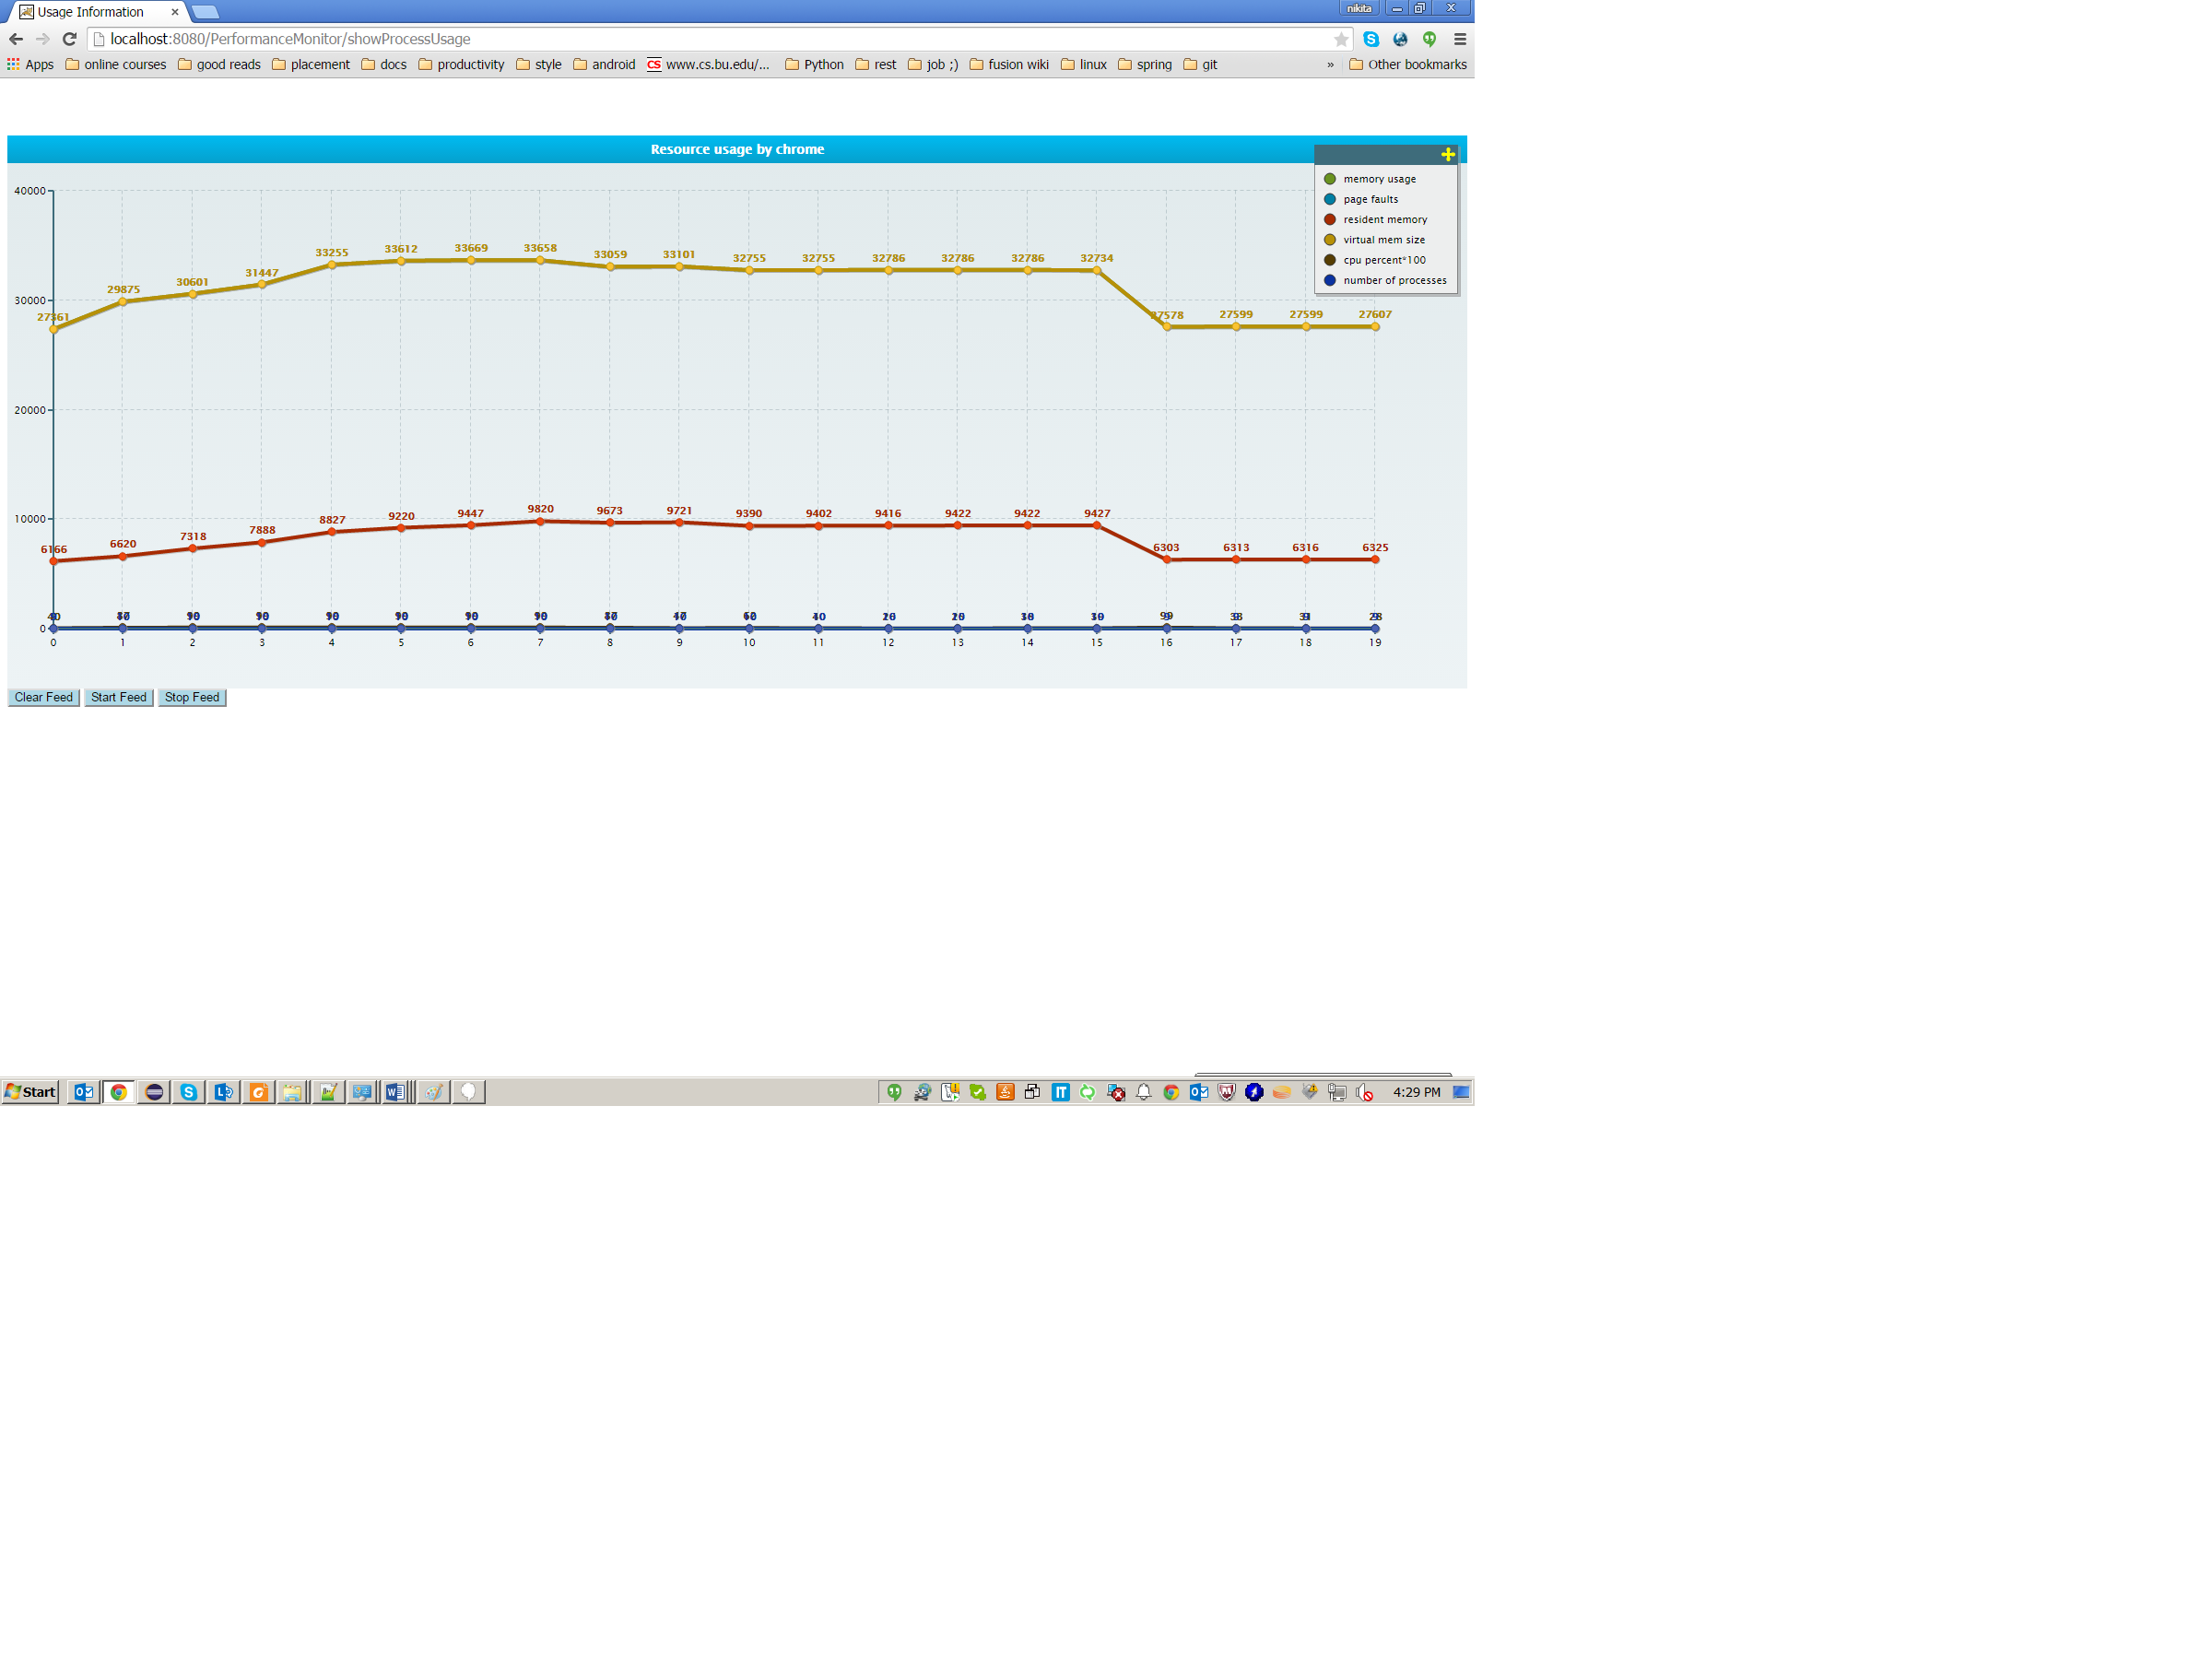 Usage Information
nikita
localhost:8080/PerformanceMonitor/showProcessUsage
Apps online courses good reads placement docs productivity style android CS www.cs.bu.edu/... Python rest job ;) fusion wiki linux spring git » Other bookmarks
Resource usage by chrome
memory usage
page faults
resident memory
virtual mem size
cpu percent*100
number of processes
40000
30000
20000
10000
0
27361 29875 30601 31447 33255 33612 33669 33658 33059 33101 32755 32755 32786 32786 32786 32734 27578 27599 27599 27607
6166 6620 7318 7888 8827 9220 9447 9820 9673 9721 9390 9402 9416 9422 9422 9427 6303 6313 6316 6325
0 1 2 3 4 5 6 7 8 9 10 11 12 13 14 15 16 17 18 19
Clear Feed Start Feed Stop Feed
Start
4:29 PM